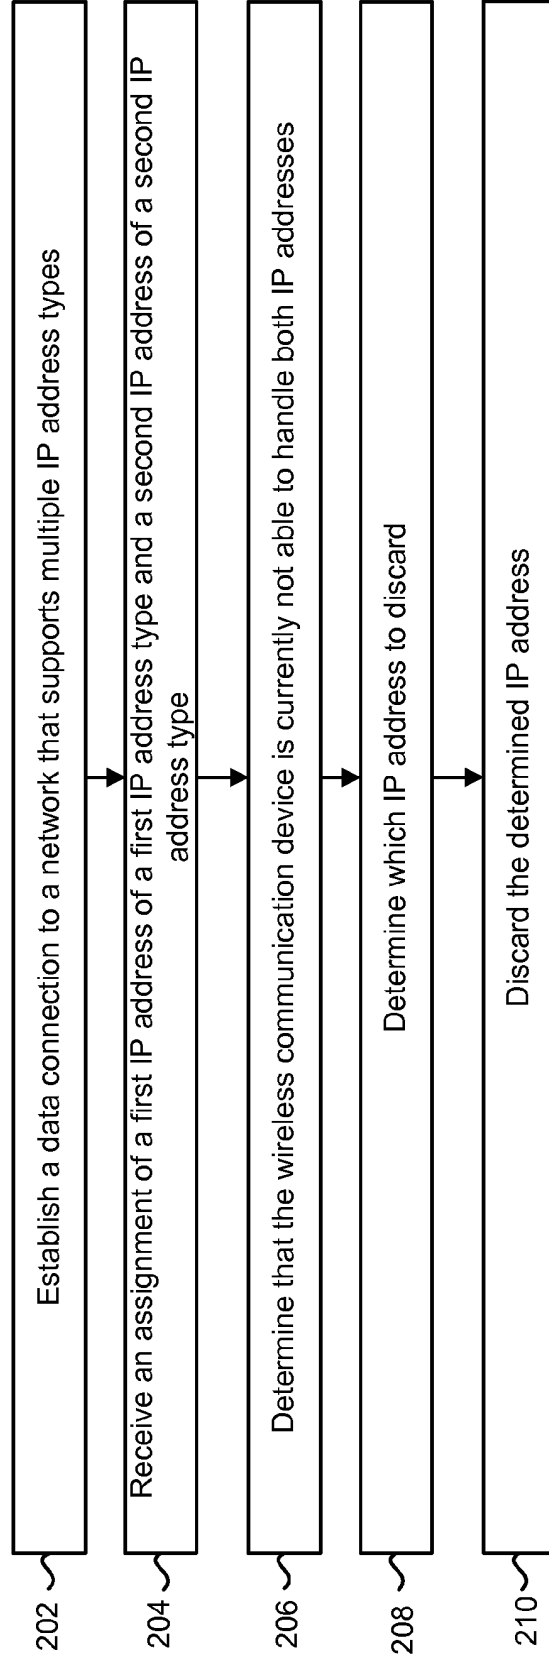 202
Establish a data connection to a network that supports multiple IP address types
204
Receive an assignment of a first IP address of a first IP address type and a second IP address of a second IP
address type
206
Determine that the wireless communication device is currently not able to handle both IP addresses
208
Determine which IP address to discard
210
Discard the determined IP address